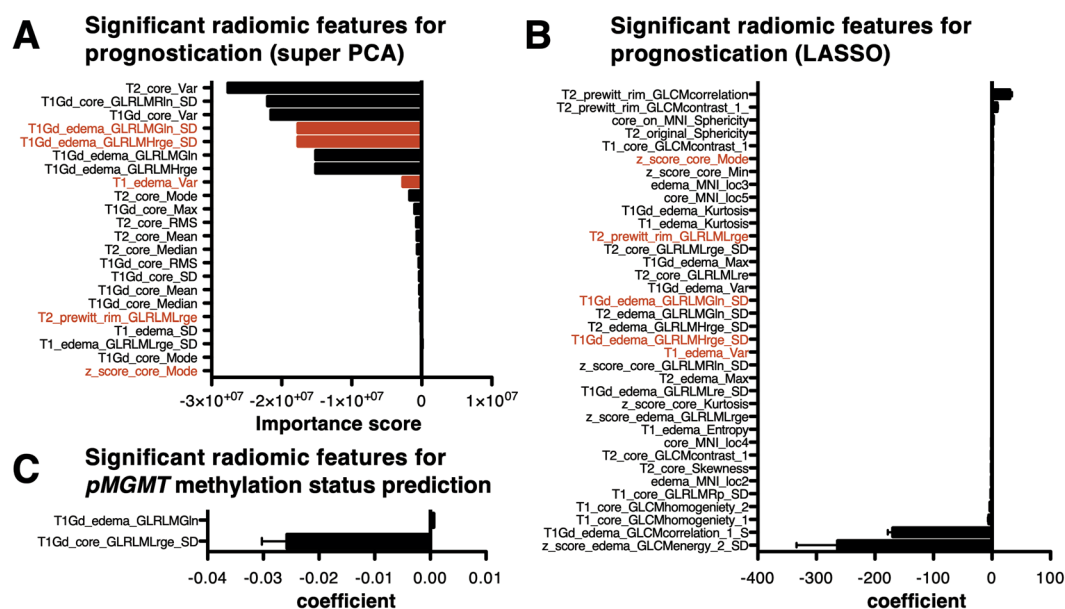 A
Significant radiomic features for
prognostication (super PCA)
T2_core_Var
T1Gd_core_GLRLMRln_SD
T1Gd_core_Var
T1Gd_edema_GLRLMGln_SD
T1Gd_edema_GLRLMHrge_SD
T1Gd_edema_GLRLMGln
T1Gd_edema_GLRLMHrge
T1_edema_Var
T2_core_Mode
T1Gd_core_Max
T2_core_RMS
T2_core_Mean
T2_core_Median
T1Gd_core_RMS
T1Gd_core_SD
T1Gd_core_Mean
T1Gd_core_Median
T2_prewitt_rim_GLRLMLrge
T1_edema_SD
T1_edema_GLRLMLrge_SD
T1Gd_core_Mode
z_score_core_Mode
-3×10+07 -2×10+07 -1×10+07 0 1×1007
Importance score
B
Significant radiomic features for
prognostication (LASSO)
T2_prewitt_rim_GLCMcorrelation
T2_prewitt_rim_GLCMcontrast_1_
core_on_MNI_Sphericity
T2_original_Sphericity
T1_core_GLCMcontrast_1
z_score_core_Mode
z_score_core_Min
edema_MNI_loc3
core_MNI_loc5
T1Gd_edema_Kurtosis
T1_edema_Kurtosis
T2_prewitt_rim_GLRLMLrge
T2_core_GLRLMLrge_SD
T1Gd_edema_Max
T2_core_GLRLMLre
T1Gd_edema_Var
T1Gd_edema_GLRLMGln_SD
T2_edema_GLRLMGln_SD
T2_edema_GLRLMHrge_SD
T1Gd_edema_GLRLMHrge_SD
T1_edema_Var
z_score_core_GLRLMRln_SD
T2_edema_Max
T1Gd_edema_GLRLMLre_SD
z_score_core_Kurtosis
z_score_edema_GLRLMLrge
T1_edema_Entropy
core_MNI_loc4
T2_core_GLCMcontrast_1
T2_core_Skewness
edema_MNI_loc2
T1_core_GLRLMRp_SD
T1_core_GLCMhomogeniety_2
T1_core_GLCMhomogeniety_1
T1Gd_edema_GLCMcorrelation_1_S
z_score_edema_GLCMenergy_2_SD
-400 -300 -200 -100 0 100
coefficient
C
Significant radiomic features for
pMGMT methylation status prediction
T1Gd_edema_GLRLMGln
T1Gd_core_GLRLMLrge_SD
-0.04 -0.03 -0.02 -0.01 0.00 0.01
coefficient